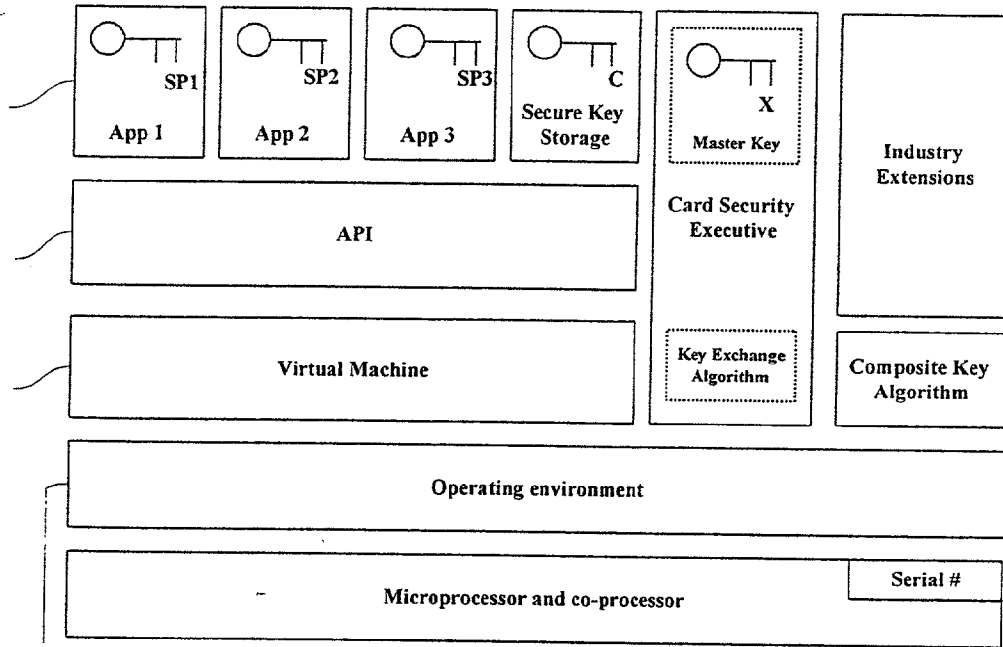 SP1
App 1
SP2
App 2
SP3
App 3
C
Secure Key
Storage
X
Master Key
Card Security
Executive
Key Exchange
Algorithm
Industry
Extensions
API
Virtual Machine
Composite Key
Algorithm
Operating environment
Serial #
Microprocessor and co-processor